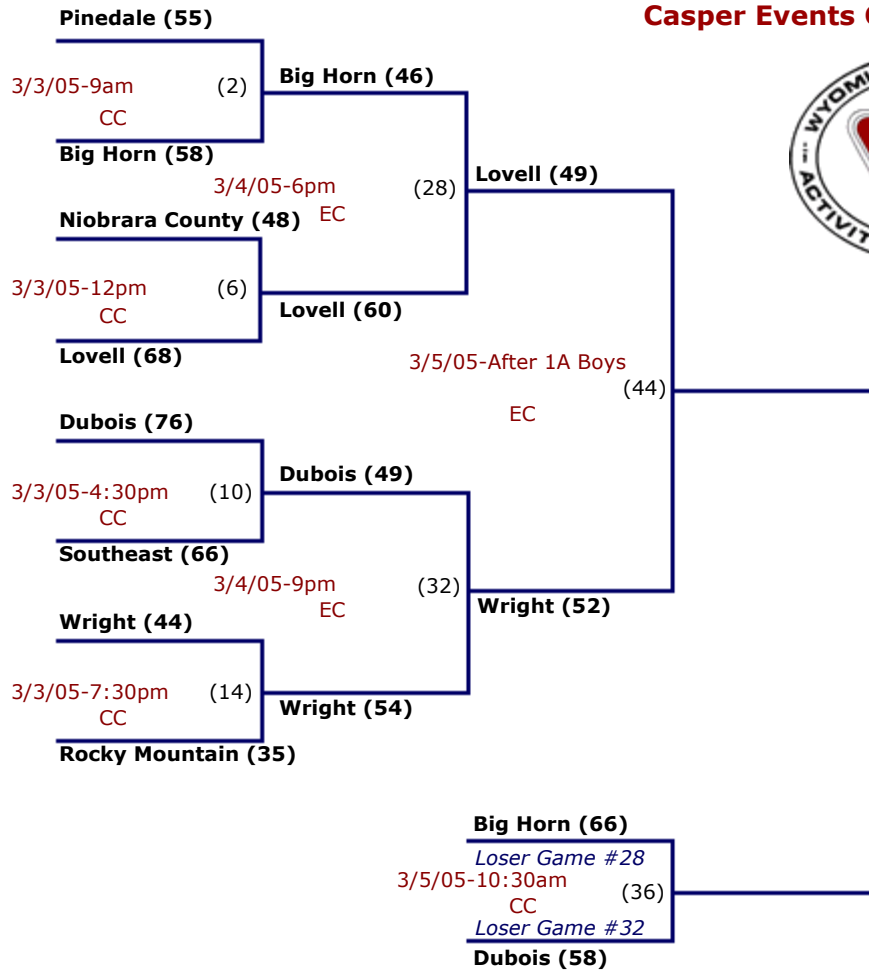 Pinedale (55)
Casper Events
3/3/05-9am
(2)
Big Horn (46)
CC
Big Horn (58)
3/4/05-6pm
(28)
Lovell (49)
EC
Niobrara County (48)
3/3/05-12pm
(6)
CC
Lovell (60)
Lovell (68)
3/5/05-After 1A Boys
(44)
EC
Dubois (76)
Dubois (49)
3/3/05-4:30pm
(10)
CC
Southeast (66)
3/4/05-9pm
(32)
EC
Wright (52)
Wright (44)
3/3/05-7:30pm
(14)
CC
Wright (54)
Rocky Mountain (35)
Big Horn (66)
Loser Game #28
3/5/05-10:30am
(36)
CC
Loser Game #32
Dubois (58)